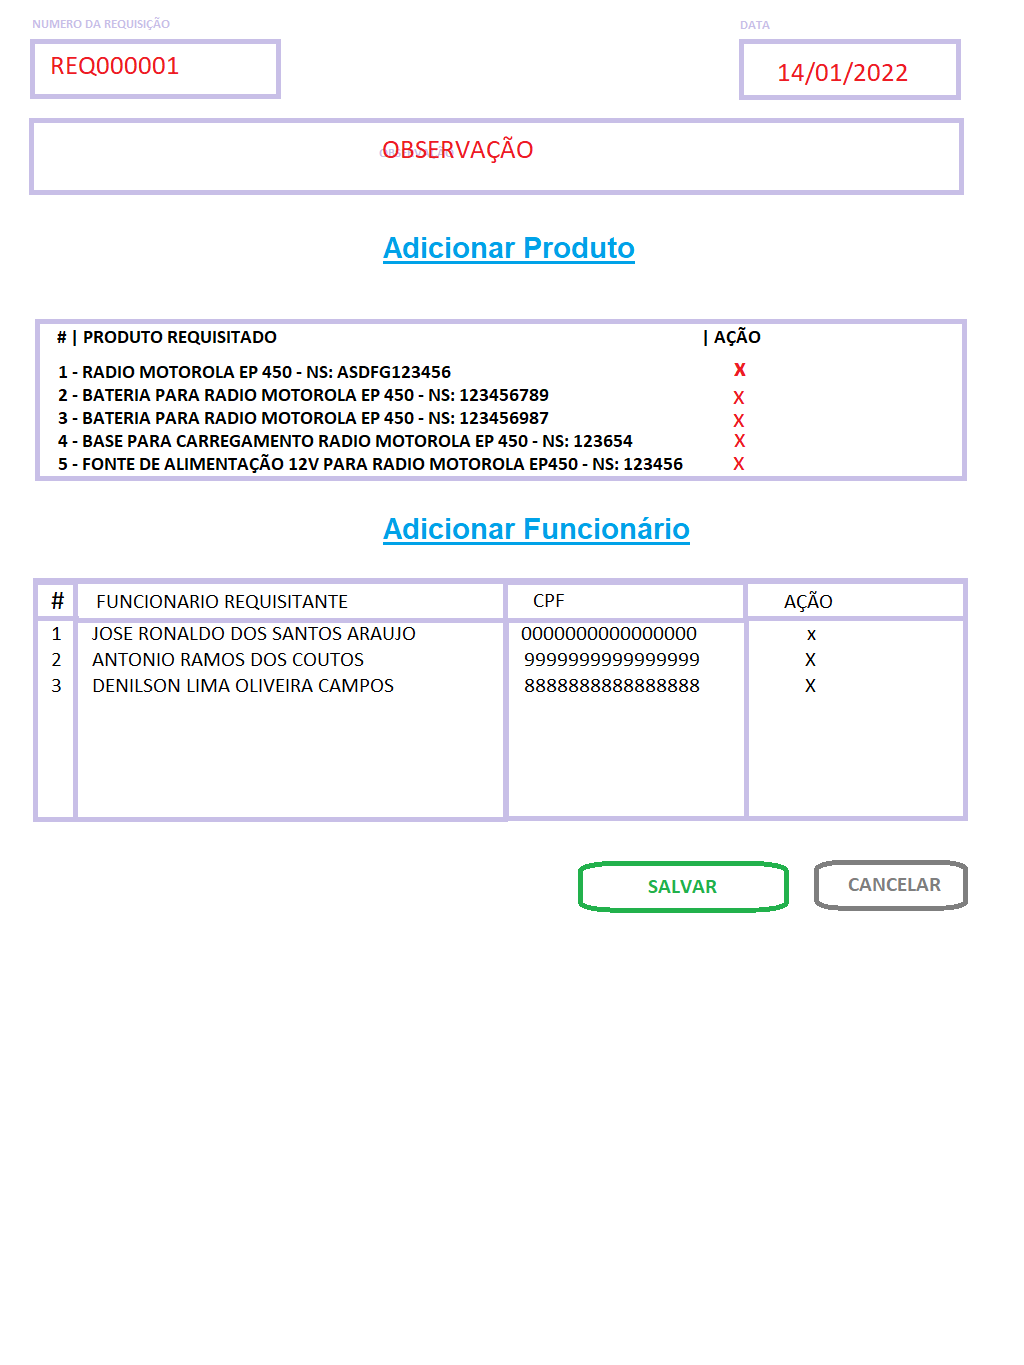 NUMERO DA REQUISIÇÃO
DATA
REQ000001
14/01/2022
OBSERVAÇÃO
OBSERVAÇÃO
Adicionar Produto
# | PRODUTO REQUISITADO | AÇÃO
1 - RADIO MOTOROLA EP 450 - NS: ASDFG123456 X
2 - BATERIA PARA RADIO MOTOROLA EP 450 - NS: 123456789 X
3 - BATERIA PARA RADIO MOTOROLA EP 450 - NS: 123456987 X
4 - BASE PARA CARREGAMENTO RADIO MOTOROLA EP 450 - NS: 123654 X
5 - FONTE DE ALIMENTAÇÃO 12V PARA RADIO MOTOROLA EP450 - NS: 123456 X
Adicionar Funcionário
# FUNCIONARIO REQUISITANTE CPF AÇÃO
1 JOSE RONALDO DOS SANTOS ARAUJO 0000000000000000 x
2 ANTONIO RAMOS DOS COUTOS 9999999999999999 X
3 DENILSON LIMA OLIVEIRA CAMPOS 8888888888888888 X
SALVAR
CANCELAR